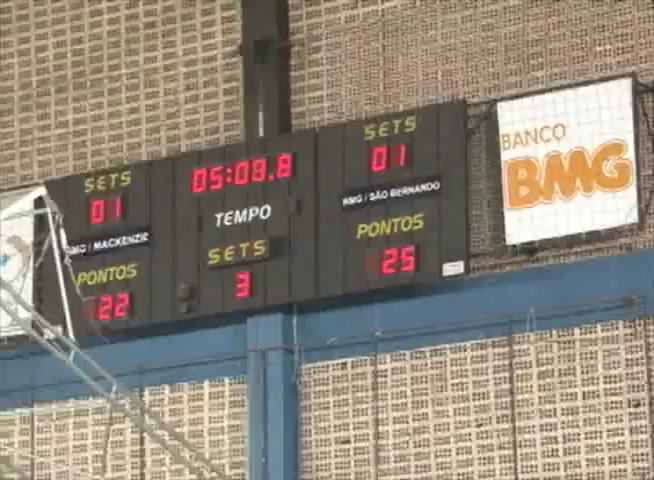 SETS
01
BMG / MACKENZIE
PONTOS
22
05:08.8
TEMPO
SETS
3
SETS
01
BMG / SÃO BERNARDO
PONTOS
25
BANCO
BMG